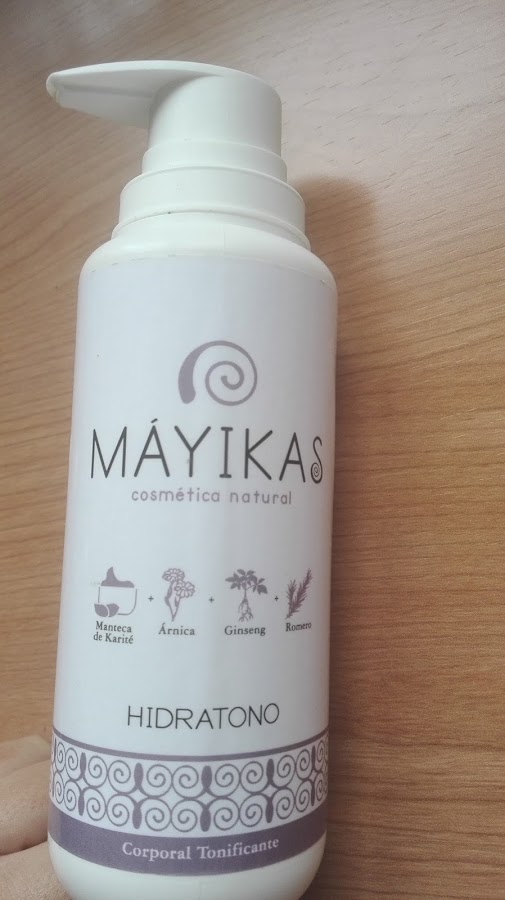 MÁYIKAS
cosmética natural
Manteca
de Karité
+
Árnica
+
Ginseng
+
Romero
HIDRATONO
Corporal Tonificante